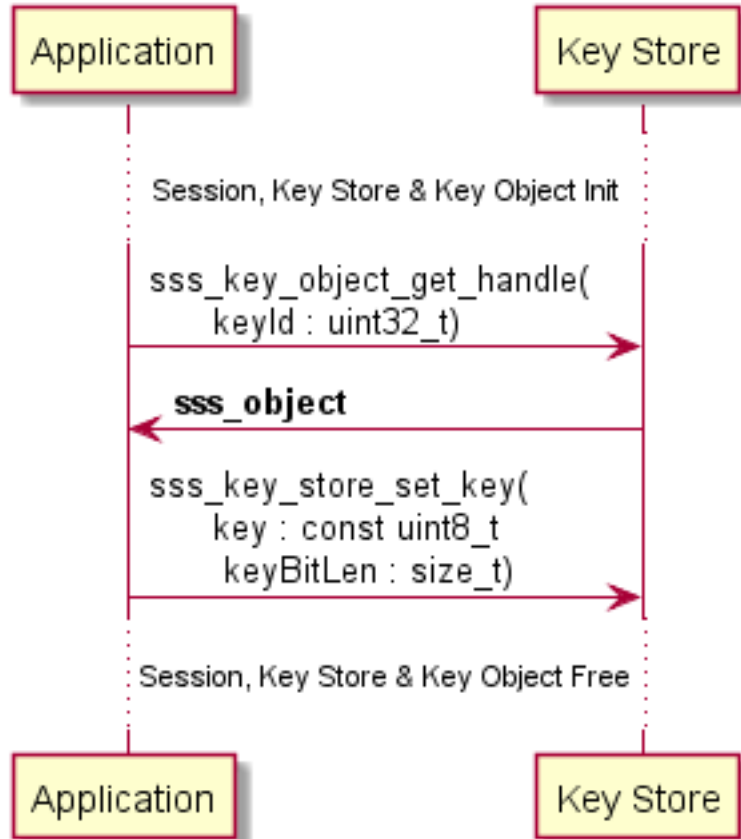 Application
Key Store
Session, Key Store & Key Object Init
sss_key_object_get_handle(
keyId : uint32_t)
sss_object
sss_key_store_set_key(
key : const uint8_t
keyBitLen : size_t)
Session, Key Store & Key Object Free
Application
Key Store